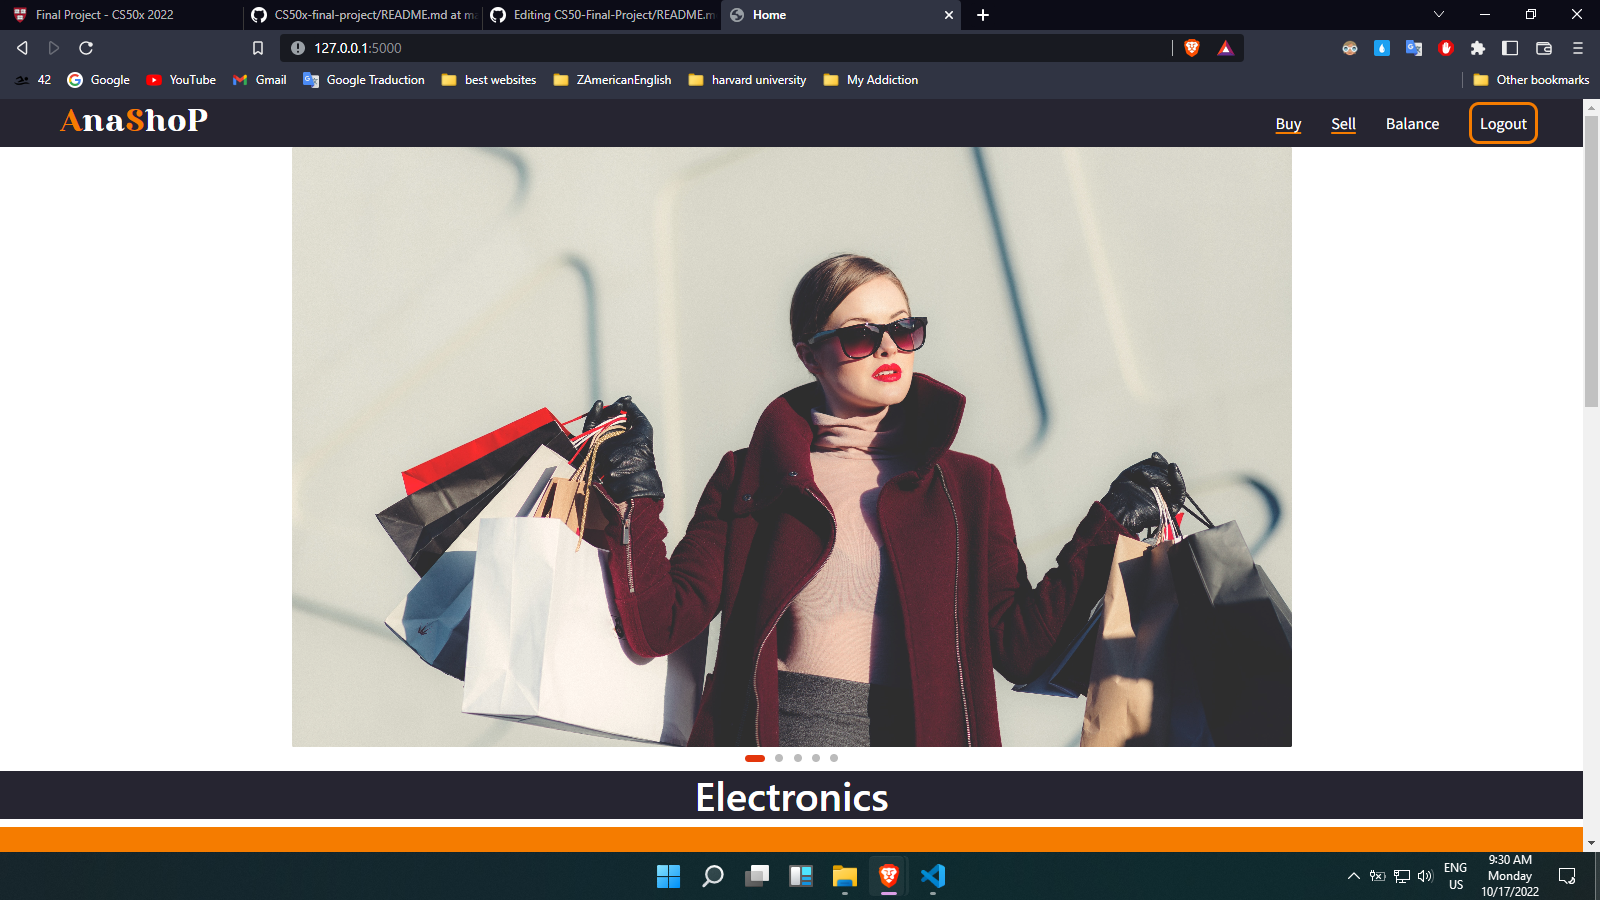 Final Project - CS50x 2022
CS50x-final-project/README.md at ma
Editing CS50-Final-Project/README.m
Home
127.0.0.1:5000
42
Google
YouTube
Gmail
Google Traduction
best websites
ZAmericanEnglish
harvard university
My Addiction
Other bookmarks
AnaShoP
Buy
Sell
Balance
Logout
Electronics
ENG
US
9:30 AM
Monday
10/17/2022